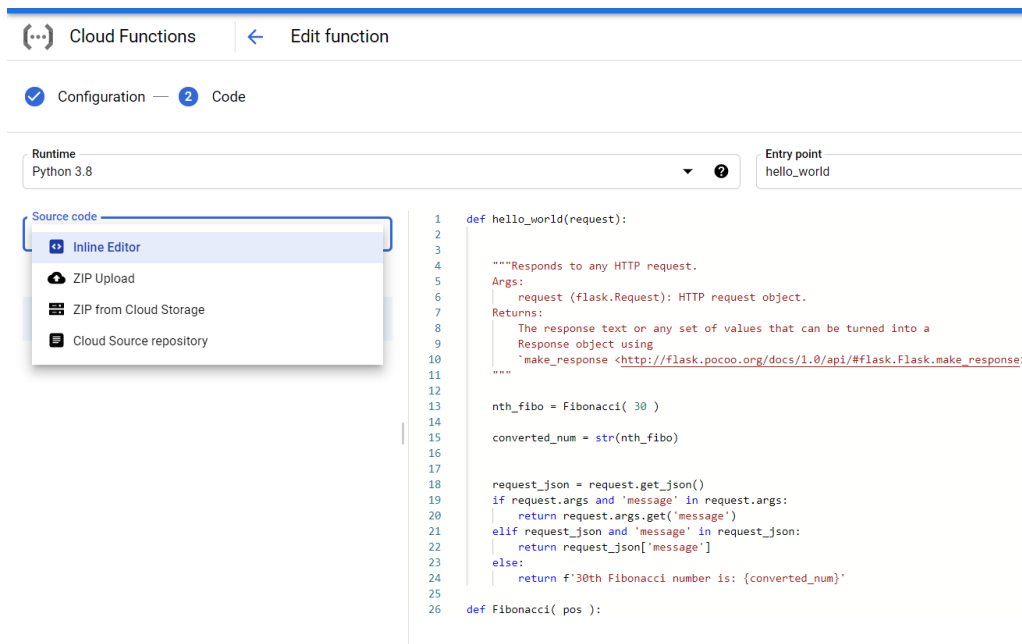 Cloud Functions
Edit function
Configuration
2
Code
Runtime
Python 3.8
Entry point
hello_world
Source code
Inline Editor
ZIP Upload
ZIP from Cloud Storage
Cloud Source repository
1 def hello_world(request):
2
3
4 """Responds to any HTTP request.
5 Args:
6 request (flask.Request): HTTP request object.
7 Returns:
8 The response text or any set of values that can be turned into a
9 Response object using
10 `make_response <http://flask.pocoo.org/docs/1.0/api/#flask.Flask.make_response
11 """
12
13 nth_fibo = Fibonacci( 30 )
14
15 converted_num = str(nth_fibo)
16
17
18 request_json = request.get_json()
19 if request.args and 'message' in request.args:
20 return request.args.get('message')
21 elif request_json and 'message' in request_json:
22 return request_json['message']
23 else:
24 return f'30th Fibonacci number is: {converted_num}'
25
26 def Fibonacci( pos ):